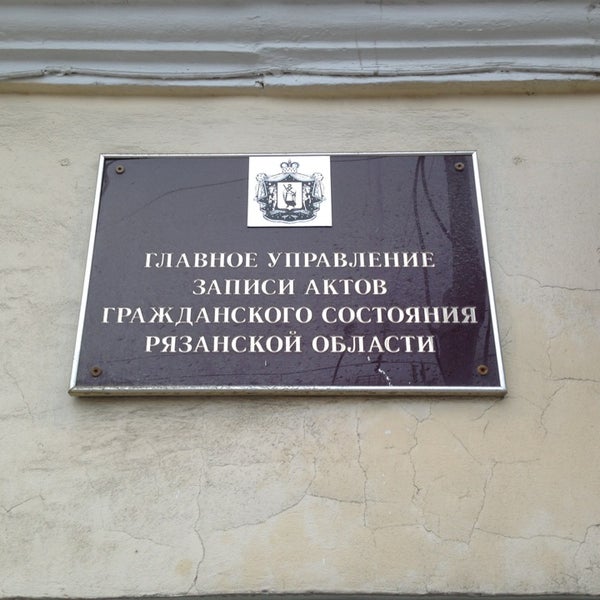 ГЛАВНОЕ УПРАВЛЕНИЕ
ЗАПИСИ АКТОВ
ГРАЖДАНСКОГО СОСТОЯНИЯ
РЯЗАНСКОЙ ОБЛАСТИ